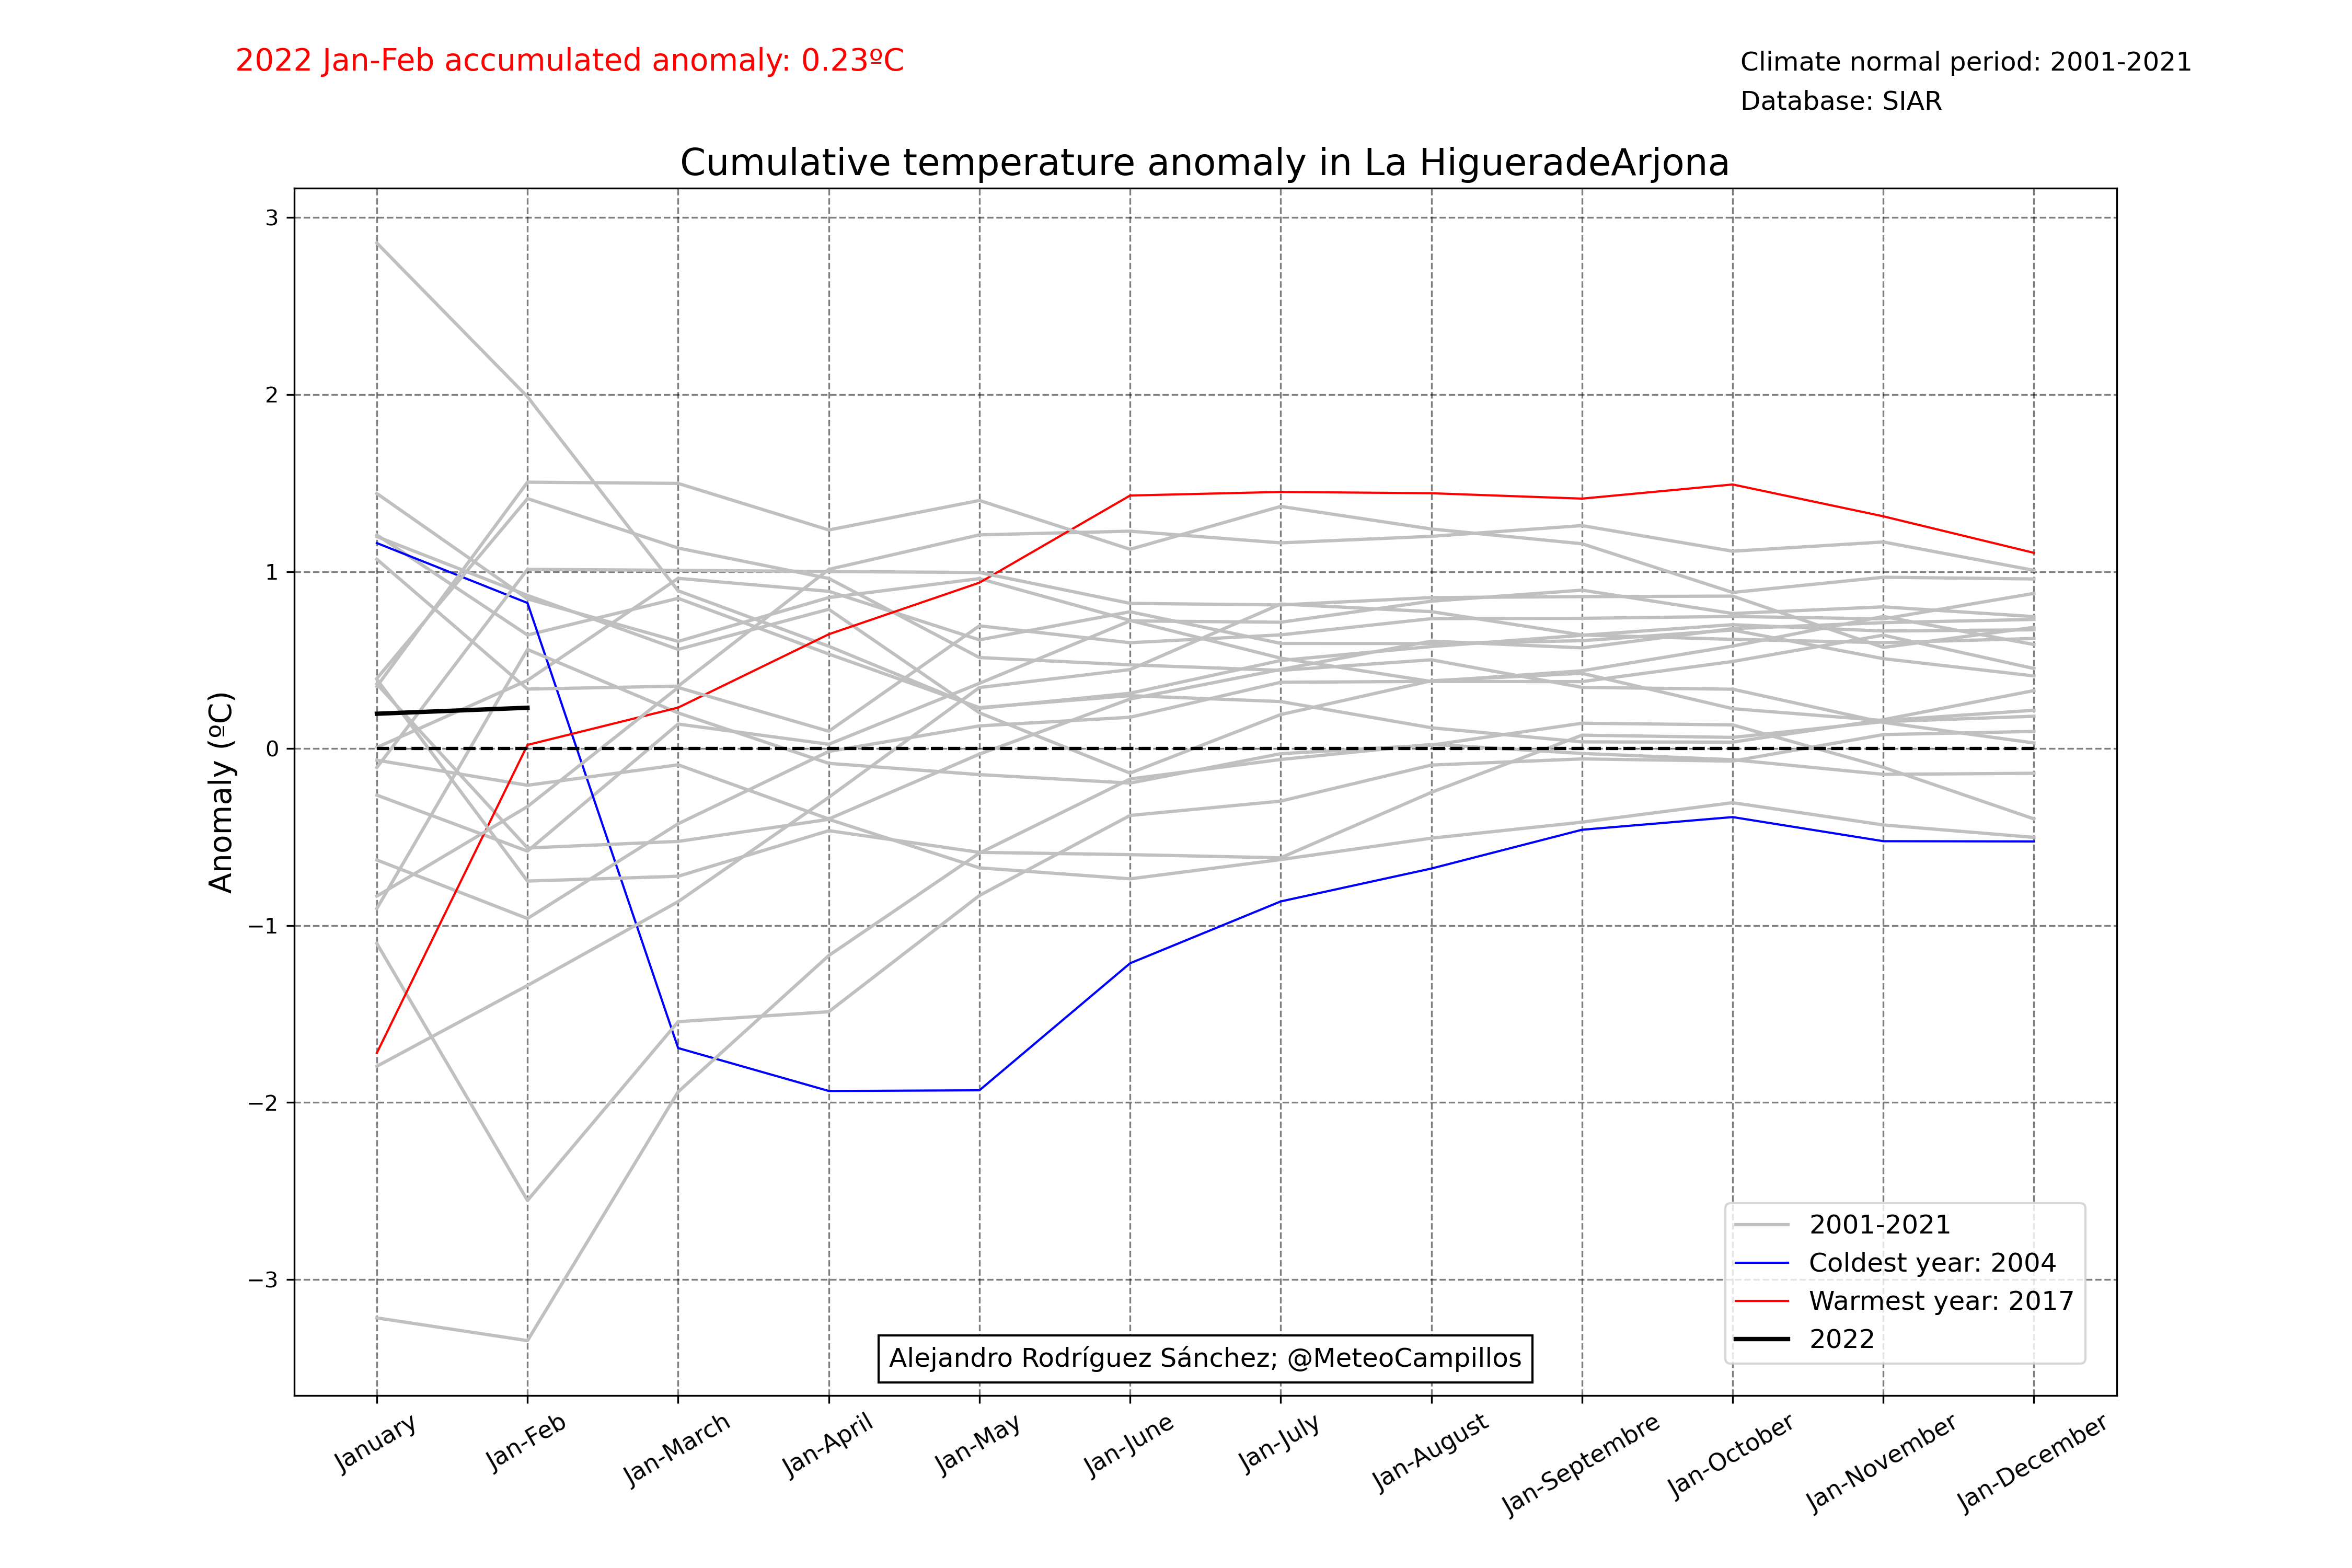 2022 Jan-Feb accumulated anomaly: 0.23ºC
Climate normal period: 2001-2021
Database: SIAR
Cumulative temperature anomaly in La HigueradeArjona
Anomaly (ºC)
3
2
1
0
−1
−2
−3
2001-2021
Coldest year: 2004
Warmest year: 2017
2022
Alejandro Rodríguez Sánchez; @MeteoCampillos
January
Jan-Feb
Jan-March
Jan-April
Jan-May
Jan-June
Jan-July
Jan-August
Jan-Septembre
Jan-October
Jan-November
Jan-December